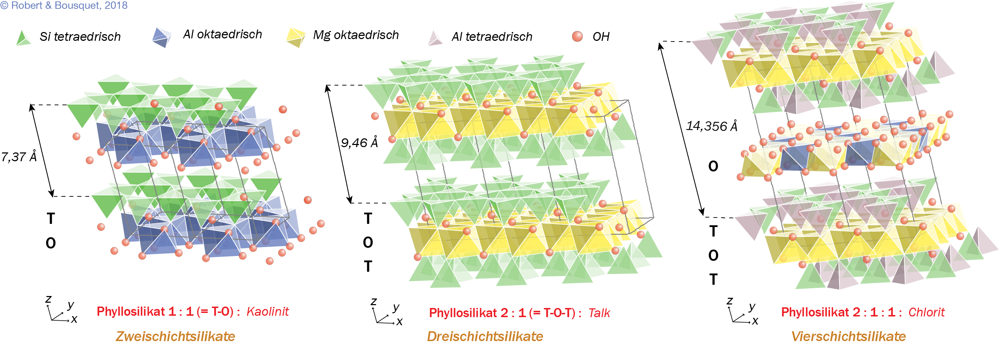 © Robert & Bousquet, 2018
Si tetraedrisch
Al oktaedrisch
Mg oktaedrisch
Al tetraedrisch
OH
7,37 Å
T
O
z
y
x
Phyllosilikat 1 : 1 (= T-O) : Kaolinit
Zweischichtsilikate
9,46 Å
T
O
T
z
y
x
Phyllosilikat 2 : 1 (= T-O-T) : Talk
Dreischichtsilikate
14,356 Å
O
T
O
T
z
y
x
Phyllosilikat 2 : 1 : 1 : Chlorit
Vierschichtsilikate